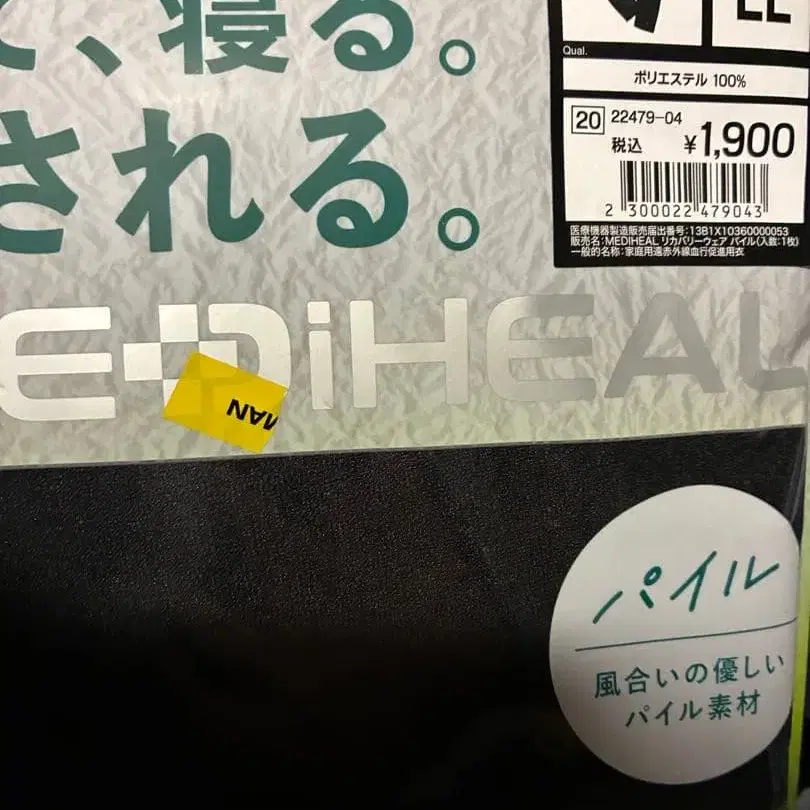 、寝る。
される。
LL
Qual.
ポリエステル 100%
20 22479-04
税込 ¥1,900
2 300022 479043
医療機器製造販売届出番号:13B1X10360000053
販売名:MEDIHEAL リカバリーウェア パイル(入数:1枚)
一般的名称:家庭用遠赤外線血行促進用衣
EDiHEAL
MAN
パイル
風合いの優しい
パイル素材